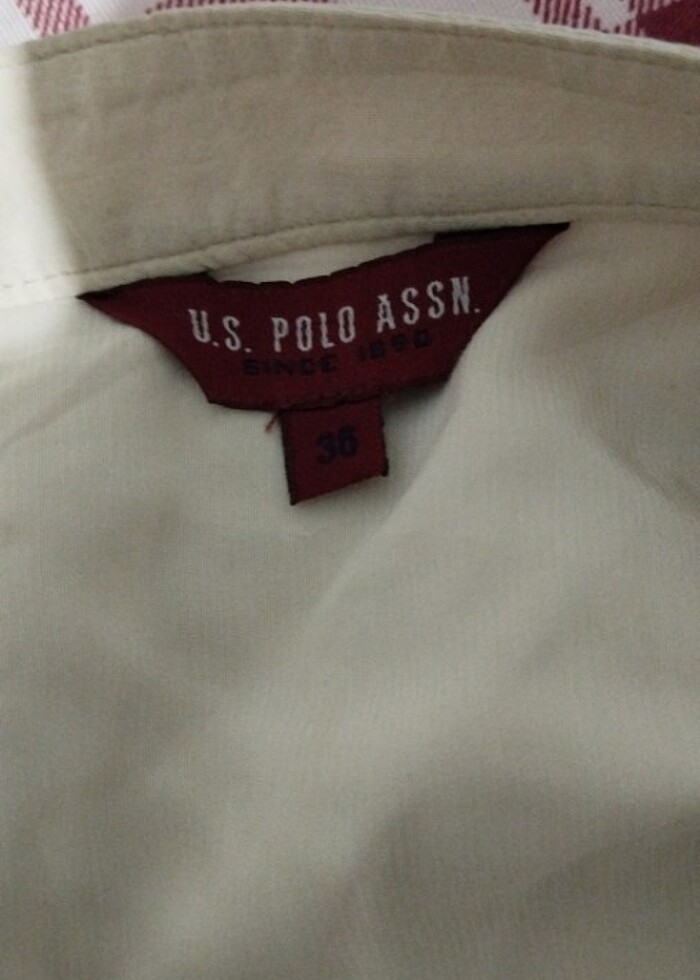 U.S. POLO ASSN.
SINCE 1890
36